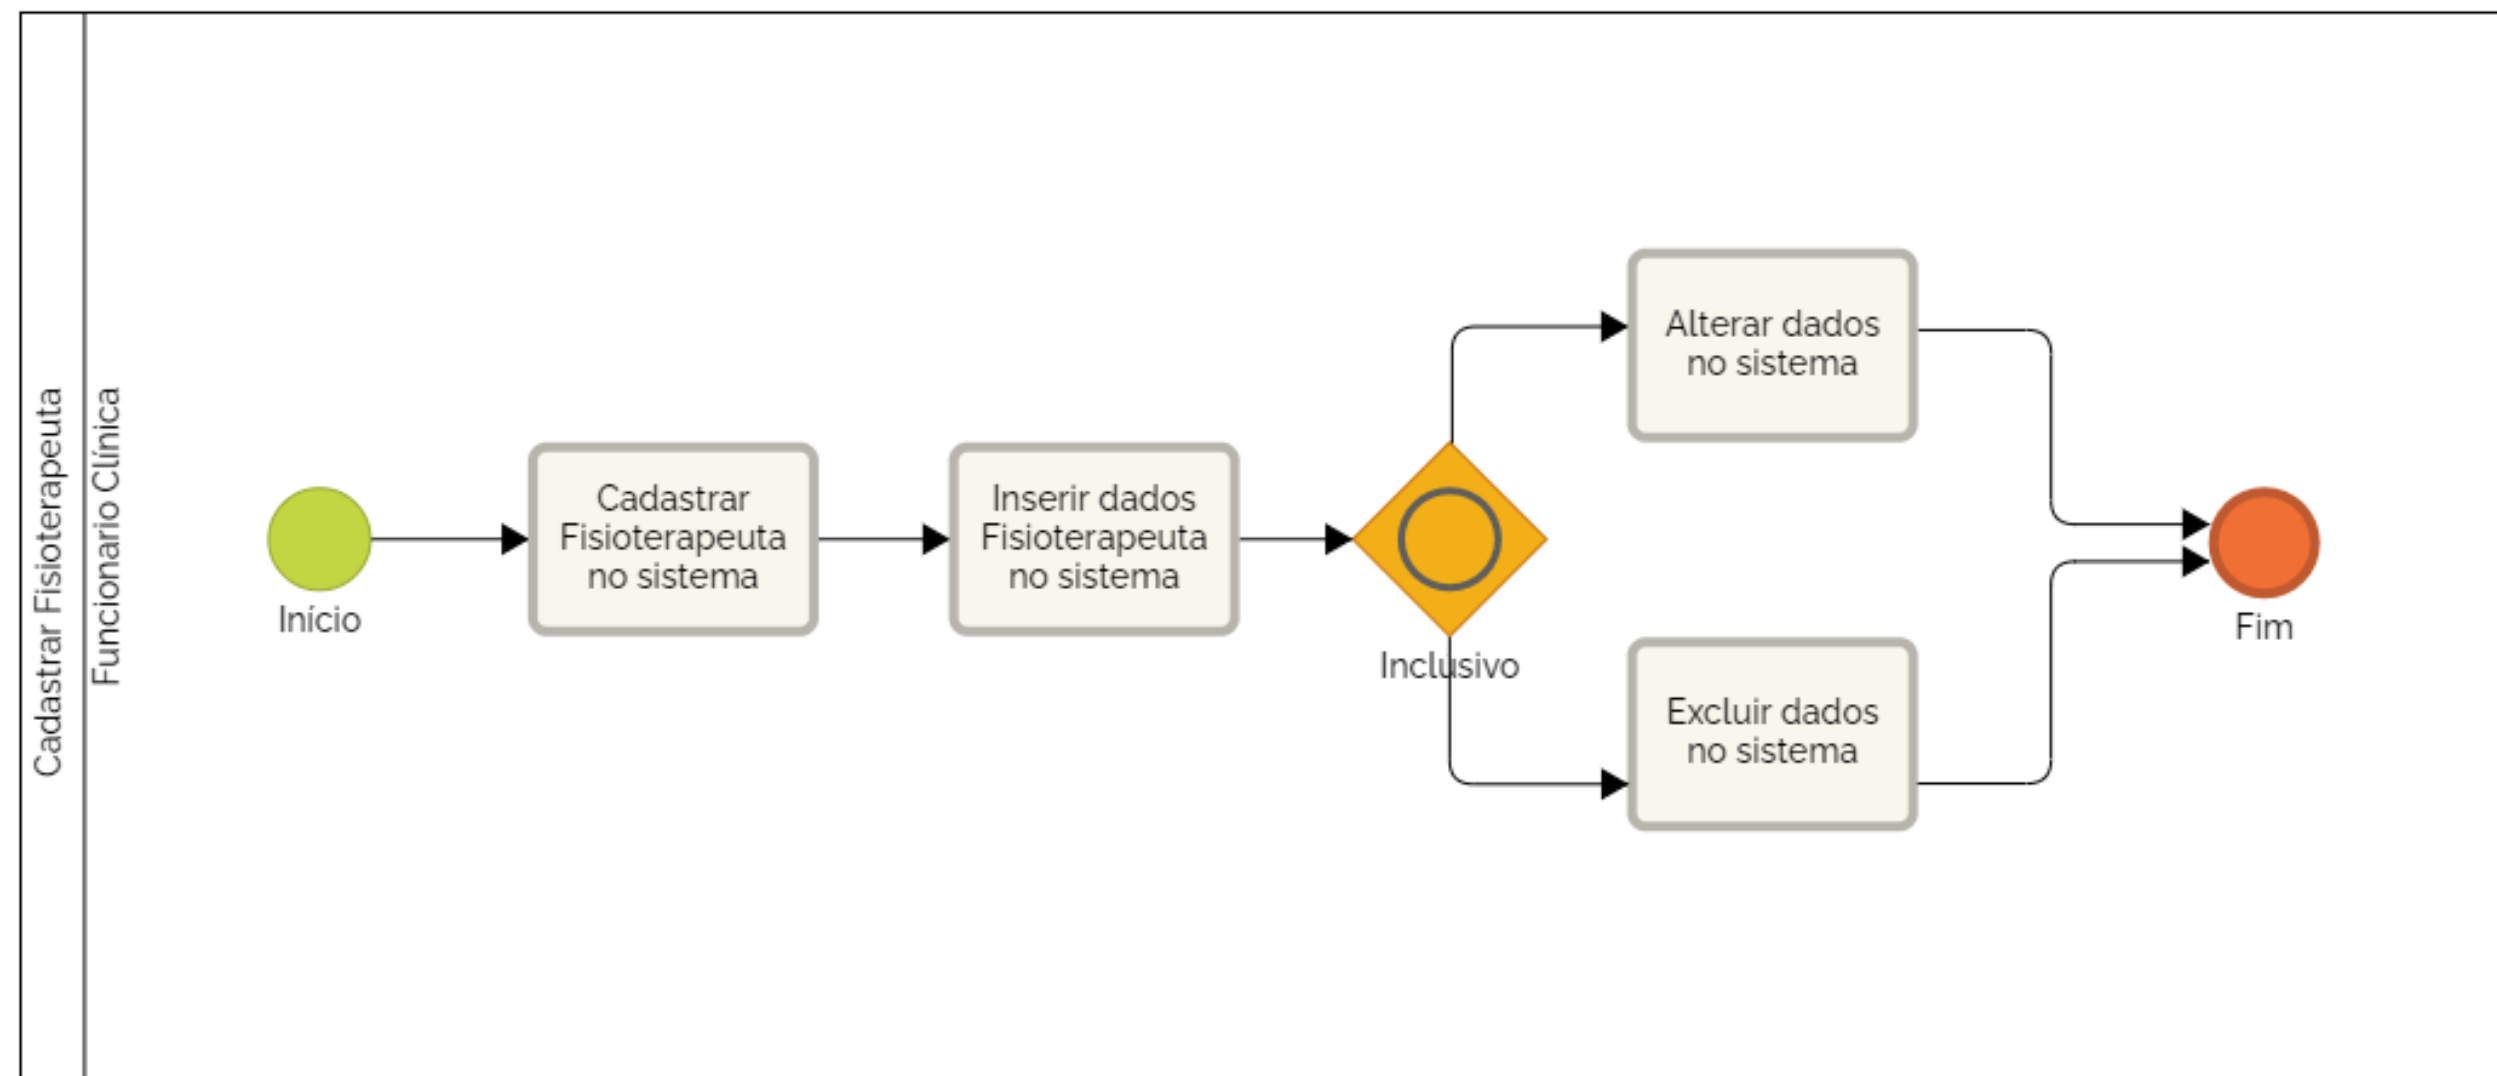 Cadastrar Fisioterapeuta
Funcionario Clínica
Início
Cadastrar
Fisioterapeuta
no sistema
Inserir dados
Fisioterapeuta
no sistema
Inclusivo
Alterar dados
no sistema
Excluir dados
no sistema
Fim